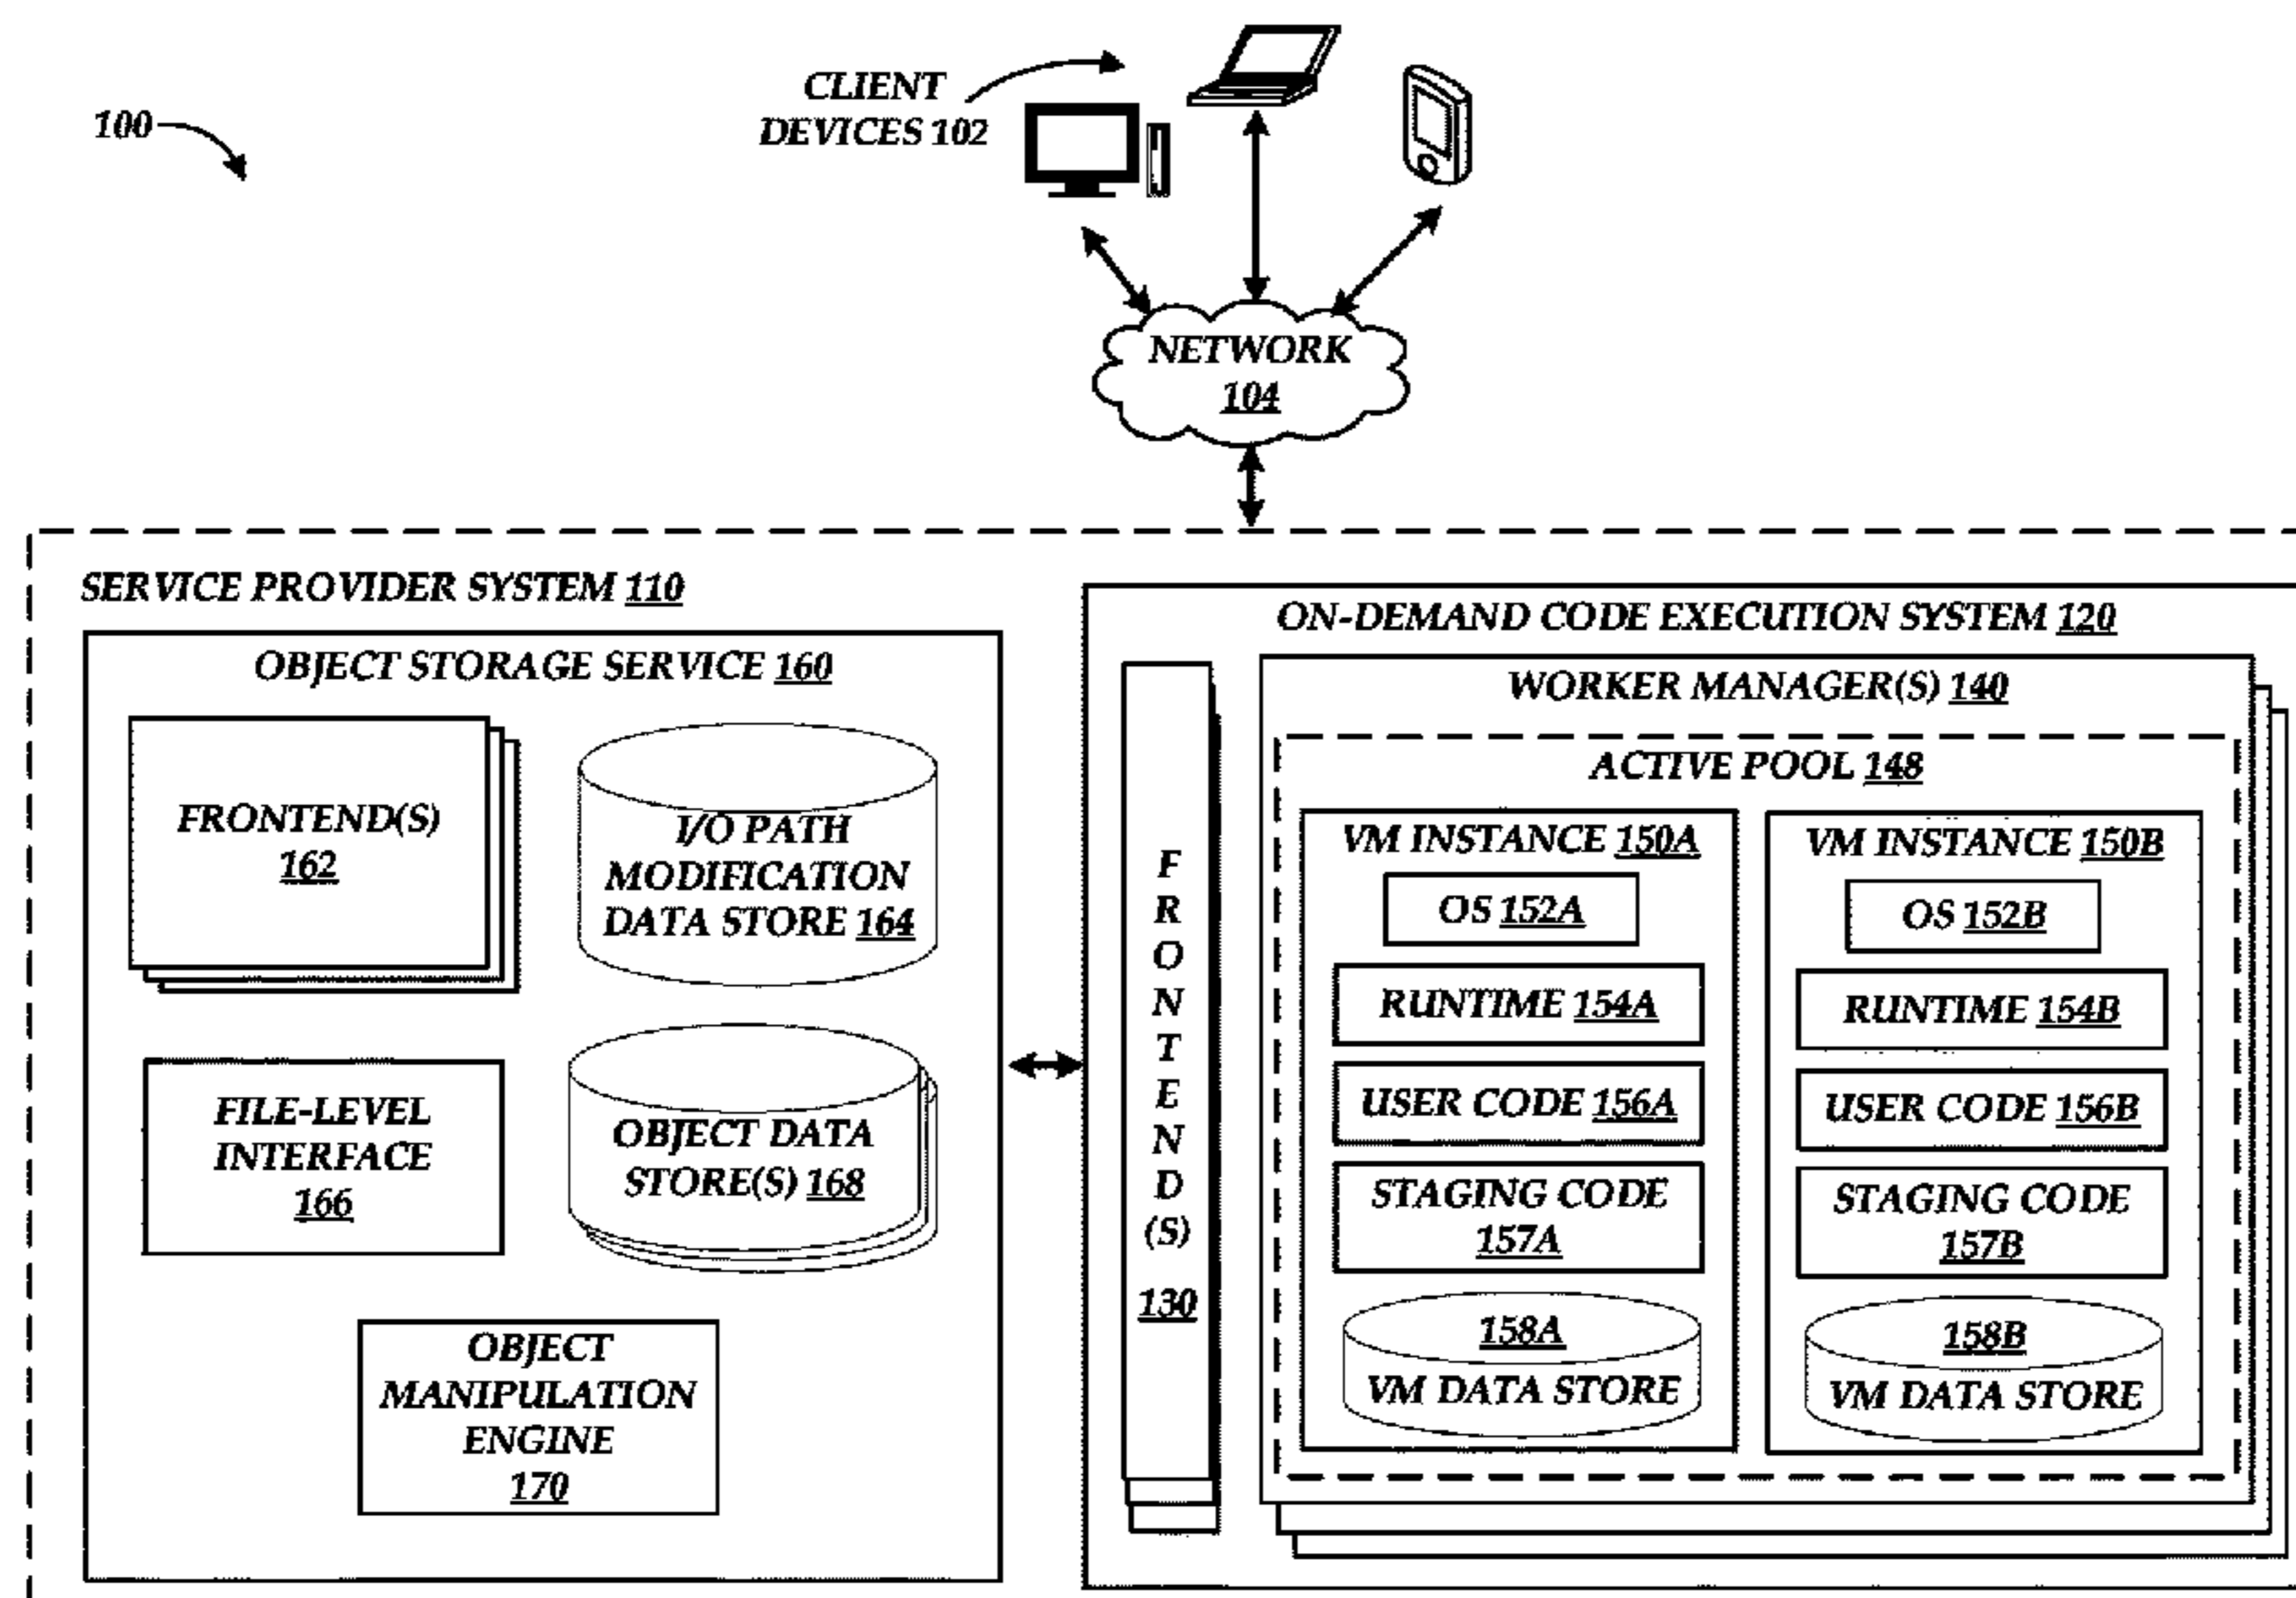 100
CLIENT
DEVICES 102
NETWORK
104
SERVICE PROVIDER SYSTEM 110
OBJECT STORAGE SERVICE 160
FRONTEND(S)
162
I/O PATH
MODIFICATION
DATA STORE 164
FILE-LEVEL
INTERFACE
166
OBJECT DATA
STORE(S) 168
OBJECT
MANIPULATION
ENGINE
170
ON-DEMAND CODE EXECUTION SYSTEM 120
F
R
O
N
T
E
N
D
(S)
130
WORKER MANAGER(S) 140
ACTIVE POOL 148
VM INSTANCE 150A
OS 152A
RUNTIME 154A
USER CODE 156A
STAGING CODE
157A
158A
VM DATA STORE
VM INSTANCE 150B
OS 152B
RUNTIME 154B
USER CODE 156B
STAGING CODE
157B
158B
VM DATA STORE